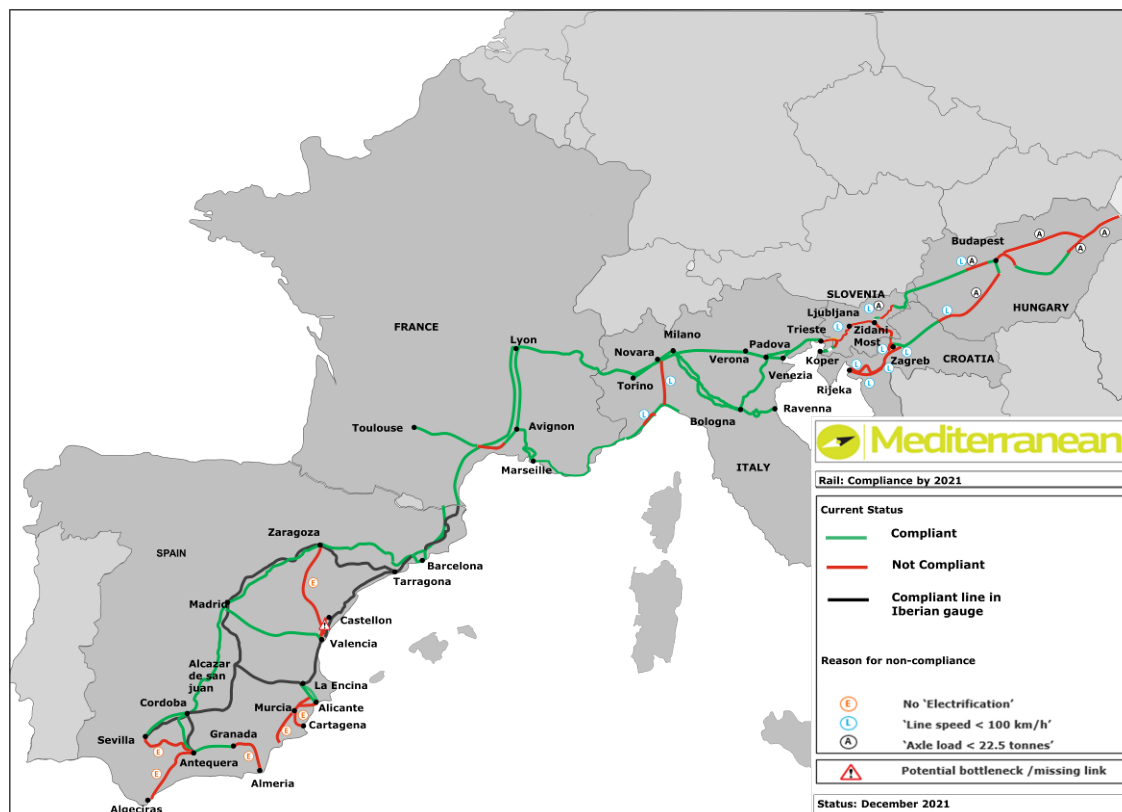 Budapest
SLOVENIA
HUNGARY
Ljubljana
Zidani
Most
Trieste
Koper
Zagreb
CROATIA
Rijeka
FRANCE
Lyon
Milano
Novara
Padova
Verona
Venezia
Torino
Ravenna
Bologna
Toulouse
Avignon
Marseille
ITALY
SPAIN
Zaragoza
Barcelona
Tarragona
Madrid
Castellon
Valencia
Alcazar
de san
juan
La Encina
Cordoba
Murcia
Alicante
Cartagena
Sevilla
Granada
Antequera
Almeria
Algeciras
A
A
L A
A
A
L A
L
L
L
L
L
L
L
L
L
E
E
E
E
E
E
Mediterranean
Rail: Compliance by 2021
Current Status
Compliant
Not Compliant
Compliant line in
Iberian gauge
Reason for non-compliance
E No ‘Electrification’
L ‘Line speed < 100 km/h’
A ‘Axle load < 22.5 tonnes’
! Potential bottleneck /missing link
Status: December 2021